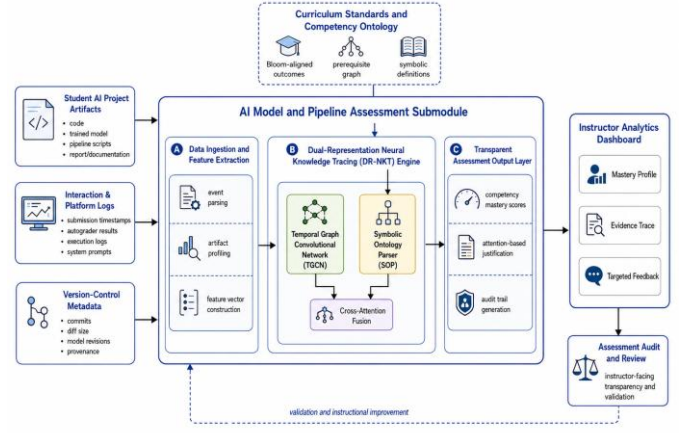 Curriculum Standards and
Competency Ontology
Bloom-aligned
outcomes
prerequisite
graph
symbolic
definitions
Student AI Project
Artifacts
• code
• trained model
• pipeline scripts
• report/documentation
Interaction &
Platform Logs
• submission timestamps
• autograder results
• execution logs
• system prompts
Version-Control
Metadata
• commits
• diff size
• model revisions
• provenance
AI Model and Pipeline Assessment Submodule
A Data Ingestion and
Feature Extraction
event
parsing
artifact
profiling
feature vector
construction
B Dual-Representation Neural
Knowledge Tracing (DR-NKT) Engine
Temporal Graph
Convolutional
Network
(TGCN)
Symbolic
Ontology
Parser
(SOP)
Cross-Attention
Fusion
C Transparent
Assessment Output Layer
competency
mastery scores
attention-based
justification
audit trail
generation
Instructor Analytics
Dashboard
Mastery Profile
Evidence Trace
Targeted Feedback
Assessment Audit
and Review
instructor-facing
transparency and
validation
validation and instructional improvement